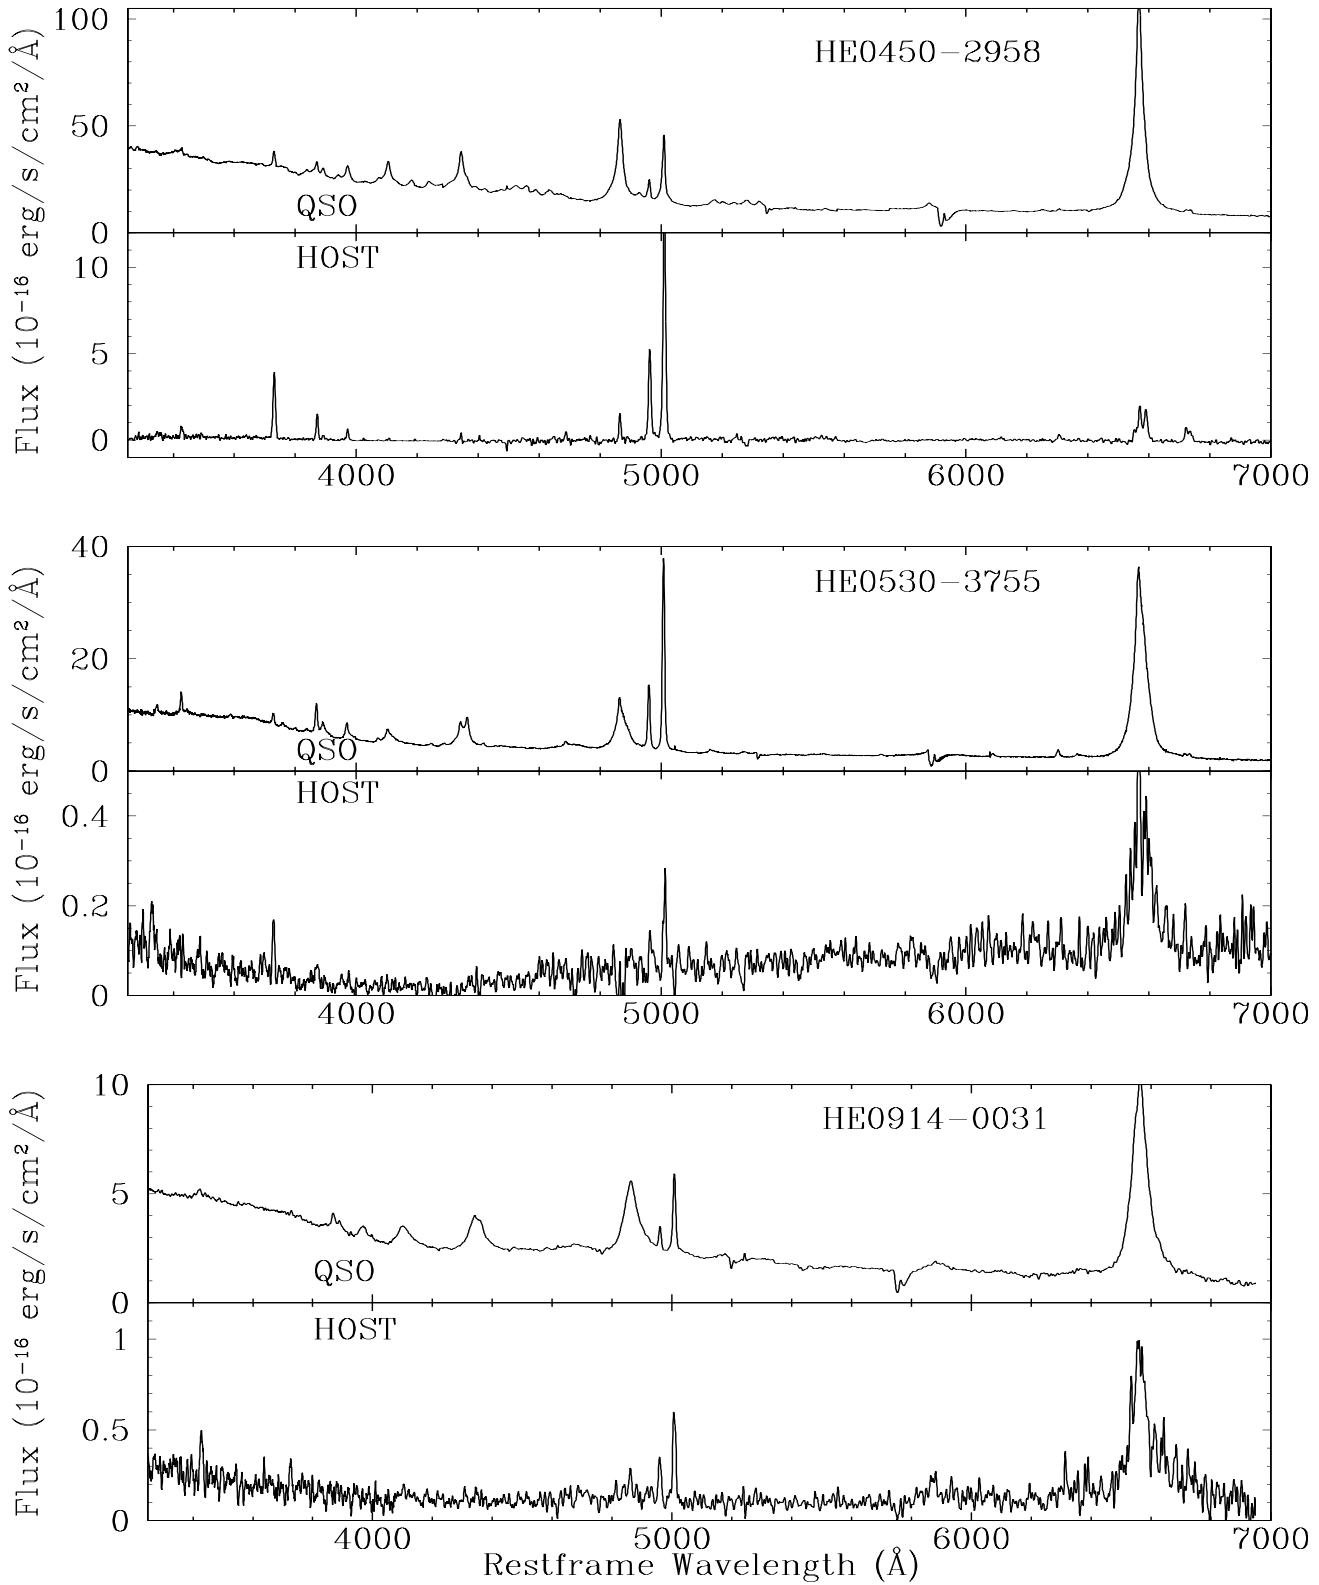 100
50
0
HE0450-2958
QSO
10
5
0
HOST
Flux (10⁻¹⁶ erg/s/cm²/Å)
4000 5000 6000 7000
40
20
0
HE0530-3755
QSO
0.4
0.2
0
HOST
Flux (10⁻¹⁶ erg/s/cm²/Å)
4000 5000 6000 7000
10
5
0
HE0914-0031
QSO
1
0.5
0
HOST
Flux (10⁻¹⁶ erg/s/cm²/Å)
4000 5000 6000 7000
Restframe Wavelength (Å)